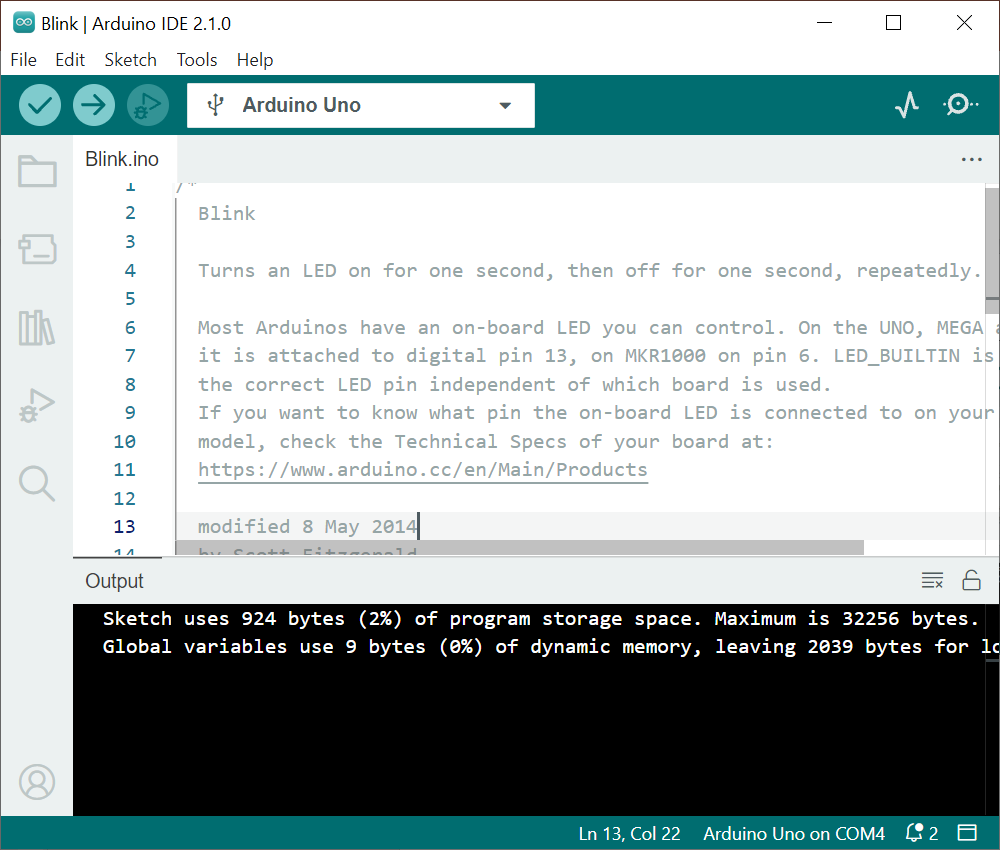 Blink | Arduino IDE 2.1.0
File Edit Sketch Tools Help
Arduino Uno
Blink.ino
1 /*
2 Blink
3
4 Turns an LED on for one second, then off for one second, repeatedly.
5
6 Most Arduinos have an on-board LED you can control. On the UNO, MEGA
7 it is attached to digital pin 13, on MKR1000 on pin 6. LED_BUILTIN is
8 the correct LED pin independent of which board is used.
9 If you want to know what pin the on-board LED is connected to on your
10 model, check the Technical Specs of your board at:
11 https://www.arduino.cc/en/Main/Products
12
13 modified 8 May 2014
14 by Scott Fitzgerald
Output
Sketch uses 924 bytes (2%) of program storage space. Maximum is 32256 bytes.
Global variables use 9 bytes (0%) of dynamic memory, leaving 2039 bytes for
Ln 13, Col 22 Arduino Uno on COM4 2